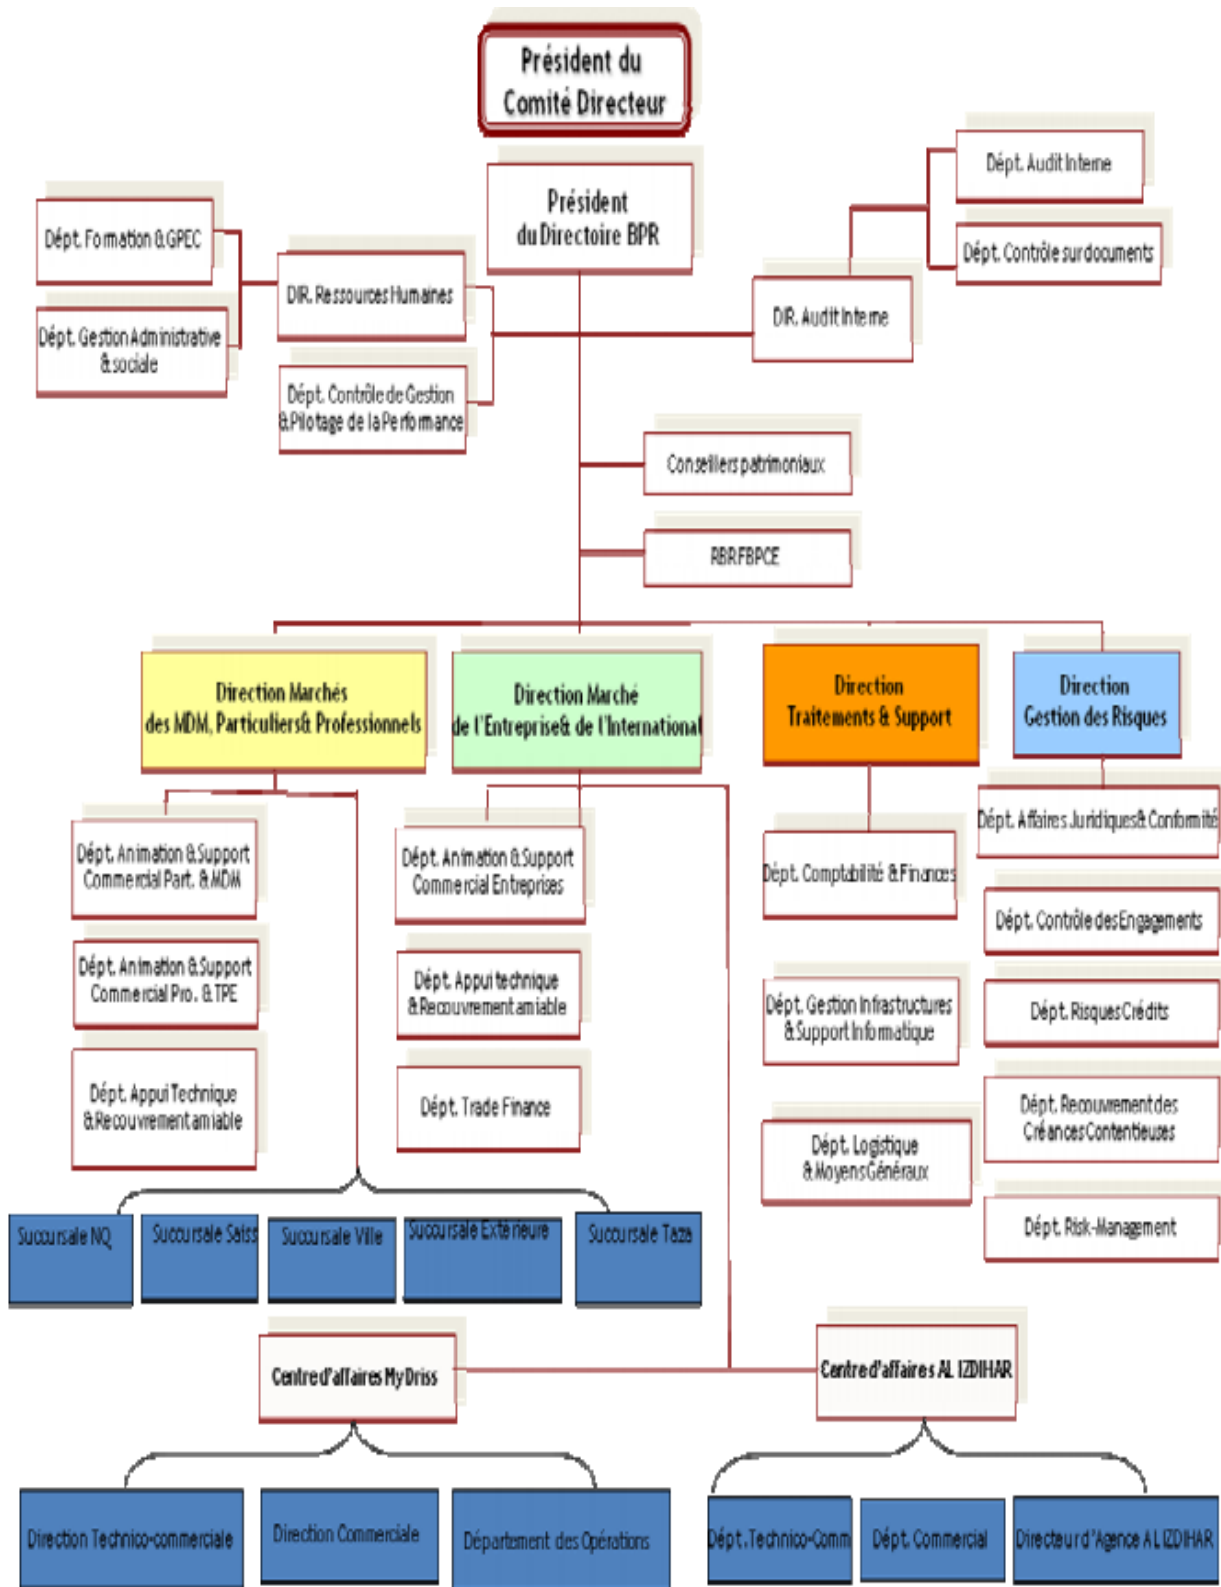 Président du
Comité Directeur
Président
du Directoire BPR
Dépt. Audit Interne
Dépt. Contrôle sur documents
Dépt. Formation & GPEC
DIR. Ressources Humaines
DIR. Audit Interne
Dépt. Gestion Administrative
& sociale
Dépt. Contrôle de Gestion
& Pilotage de la Performance
Conseillers patrimoniaux
RBRFBPCE
Direction Marchés
des MDM, Particuliers & Professionnels
Direction Marché
de l'Entreprise & de l'International
Direction
Traitements & Support
Direction
Gestion des Risques
Dépt. Animation & Support
Commercial Part. & MDM
Dépt. Animation & Support
Commercial Pro. & TPE
Dépt. Appui Technique
& Recouvrement amiable
Dépt. Animation & Support
Commercial Entreprises
Dépt. Appui technique
& Recouvrement amiable
Dépt. Trade Finance
Dépt. Comptabilité & Finances
Dépt. Gestion Infrastructures
& Support Informatique
Dépt. Logistique
& Moyens Généraux
Dépt. Affaires Juridiques & Conformité
Dépt. Contrôle des Engagements
Dépt. Risques Crédits
Dépt. Recouvrement des
Créances Contentieuses
Dépt. Risk-Management
Succursale NQ
Succursale Saiss
Succursale Ville
Succursale Extérieure
Succursale Taza
Centre d'affaires My Driss
Centre d'affaires AL IZDIHAR
Direction Technico-commerciale
Direction Commerciale
Département des Opérations
Dépt. Technico-Comm
Dépt. Commercial
Directeur d'Agence AL IZDIHAR